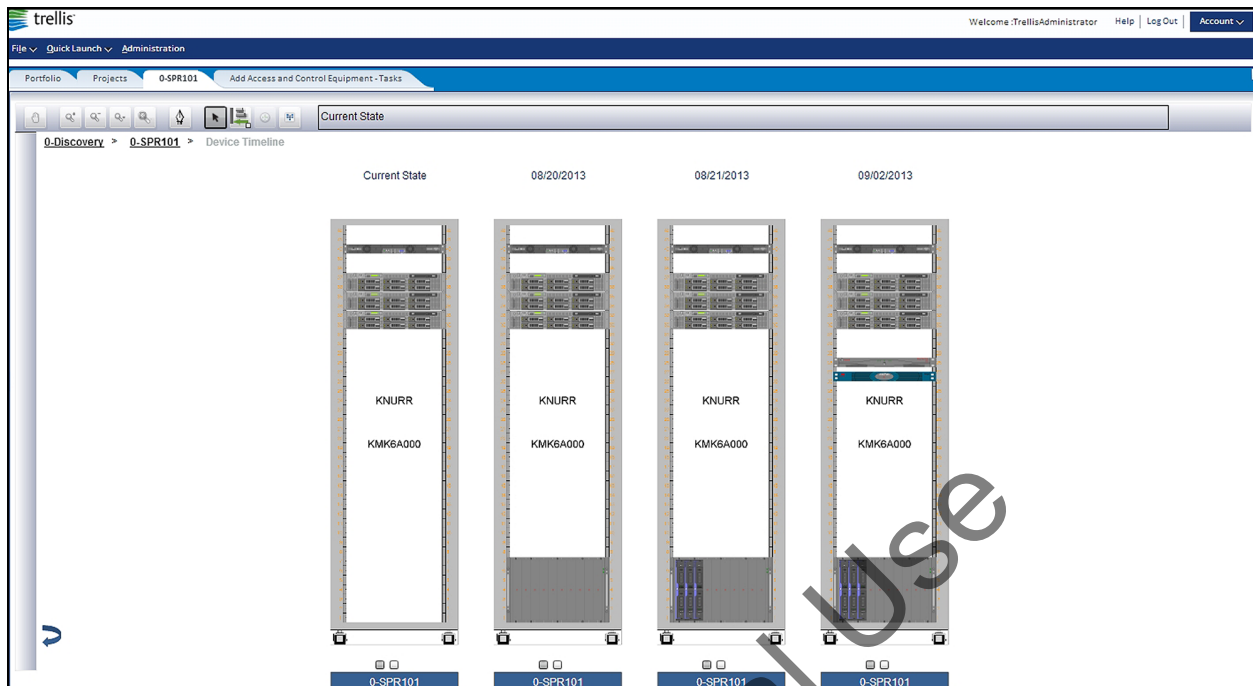 trellis
Welcome :TrellisAdministrator Help Log Out Account
File Quick Launch Administration
Portfolio Projects 0-SPR101 Add Access and Control Equipment - Tasks
Current State
0-Discovery > 0-SPR101 > Device Timeline
Current State 08/20/2013 08/21/2013 09/02/2013
KNURR KNURR KNURR KNURR
KMK6A000 KMK6A000 KMK6A000 KMK6A000
0-SPR101 0-SPR101 0-SPR101 0-SPR101
Use